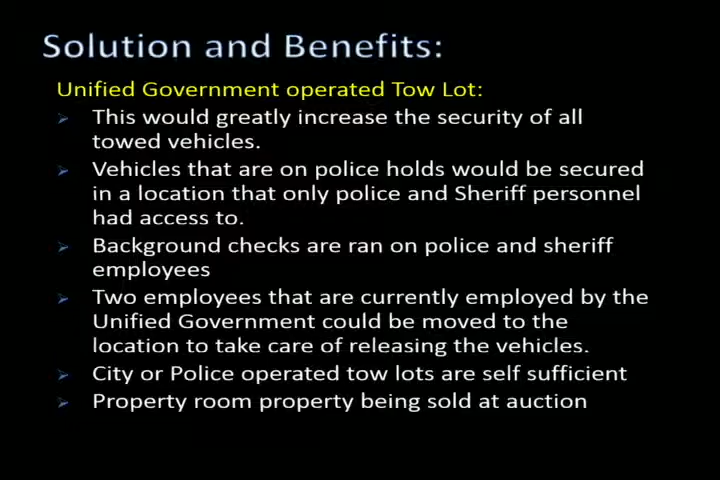 Solution and Benefits:
Unified Government operated Tow Lot:
This would greatly increase the security of all
towed vehicles.
Vehicles that are on police holds would be secured
in a location that only police and Sheriff personnel
had access to.
Background checks are ran on police and sheriff
employees
Two employees that are currently employed by the
Unified Government could be moved to the
location to take care of releasing the vehicles.
City or Police operated tow lots are self sufficient
Property room property being sold at auction